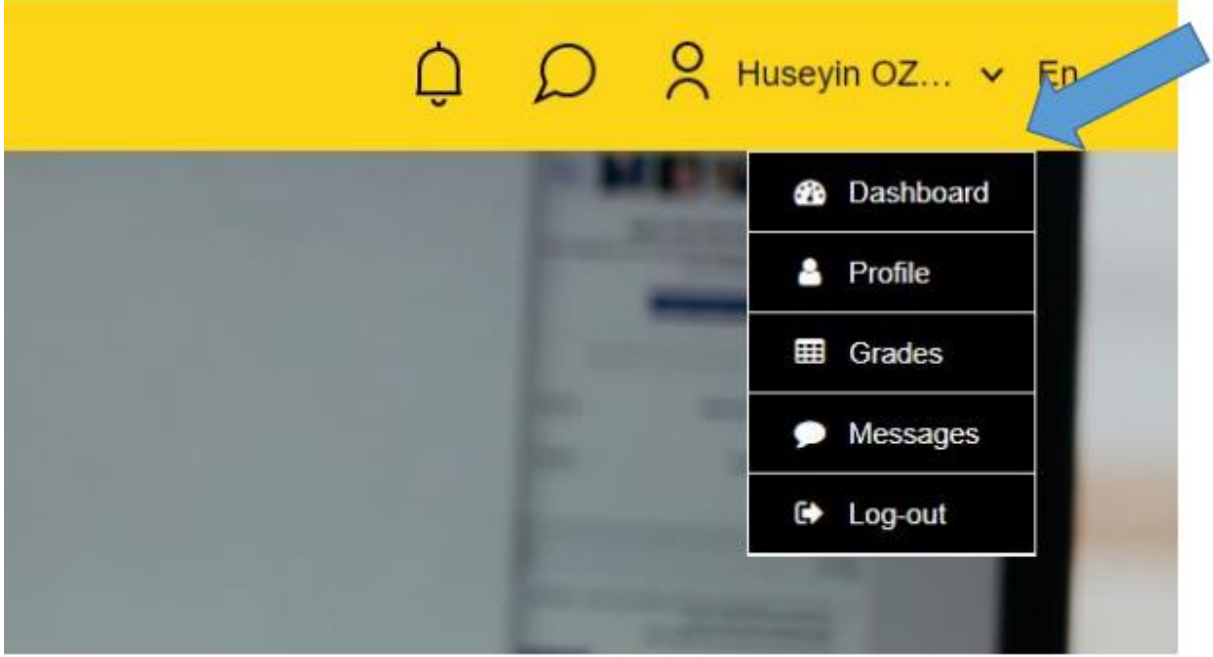 Huseyin OZ... En
Dashboard
Profile
Grades
Messages
Log-out